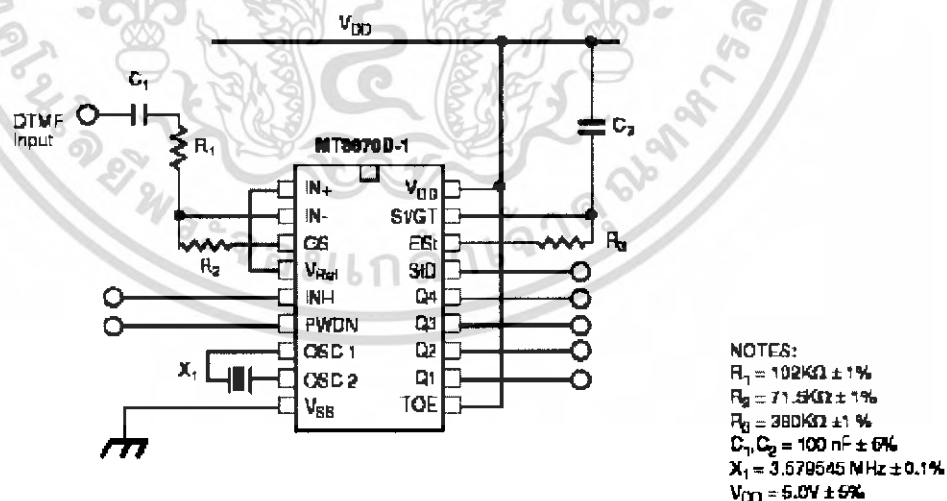 V_DD
C₁
DTMF
Input
R₁
C₂
MT8870D-1
IN+
V_DD
IN-
St/GT
GS
ESt
R₂
R₃
V_Ref
StD
INH
Q4
PWDN
Q3
OSC 1
Q2
X₁
OSC 2
Q1
V_SS
TOE
NOTES:
R₁ = 102KΩ ± 1%
R₂ = 71.5KΩ ± 1%
R₃ = 390KΩ ± 1%
C₁, C₂ = 100 nF ± 5%
X₁ = 3.579545 MHz ± 0.1%
V_DD = 5.0V ± 5%